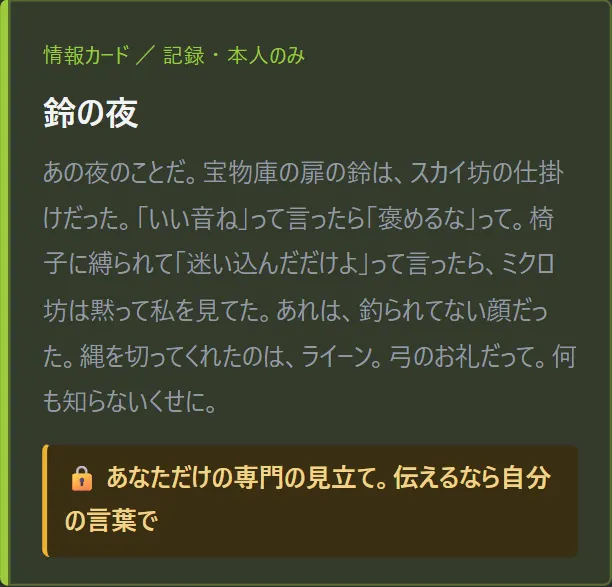 情報カード ／ 記録・本人のみ
鈴の夜
あの夜のことだ。宝物庫の扉の鈴は、スカイ坊の仕掛
けだった。「いい音ね」って言ったら「褒めるな」って。椅
子に縛られて「迷い込んだだけよ」って言ったら、ミクロ
坊は黙って私を見てた。あれは、釣られてない顔だっ
た。縄を切ってくれたのは、ライーン。弓のお礼だって。何
も知らないくせに。
🔒 あなただけの専門の見立て。伝えるなら自分
の言葉で